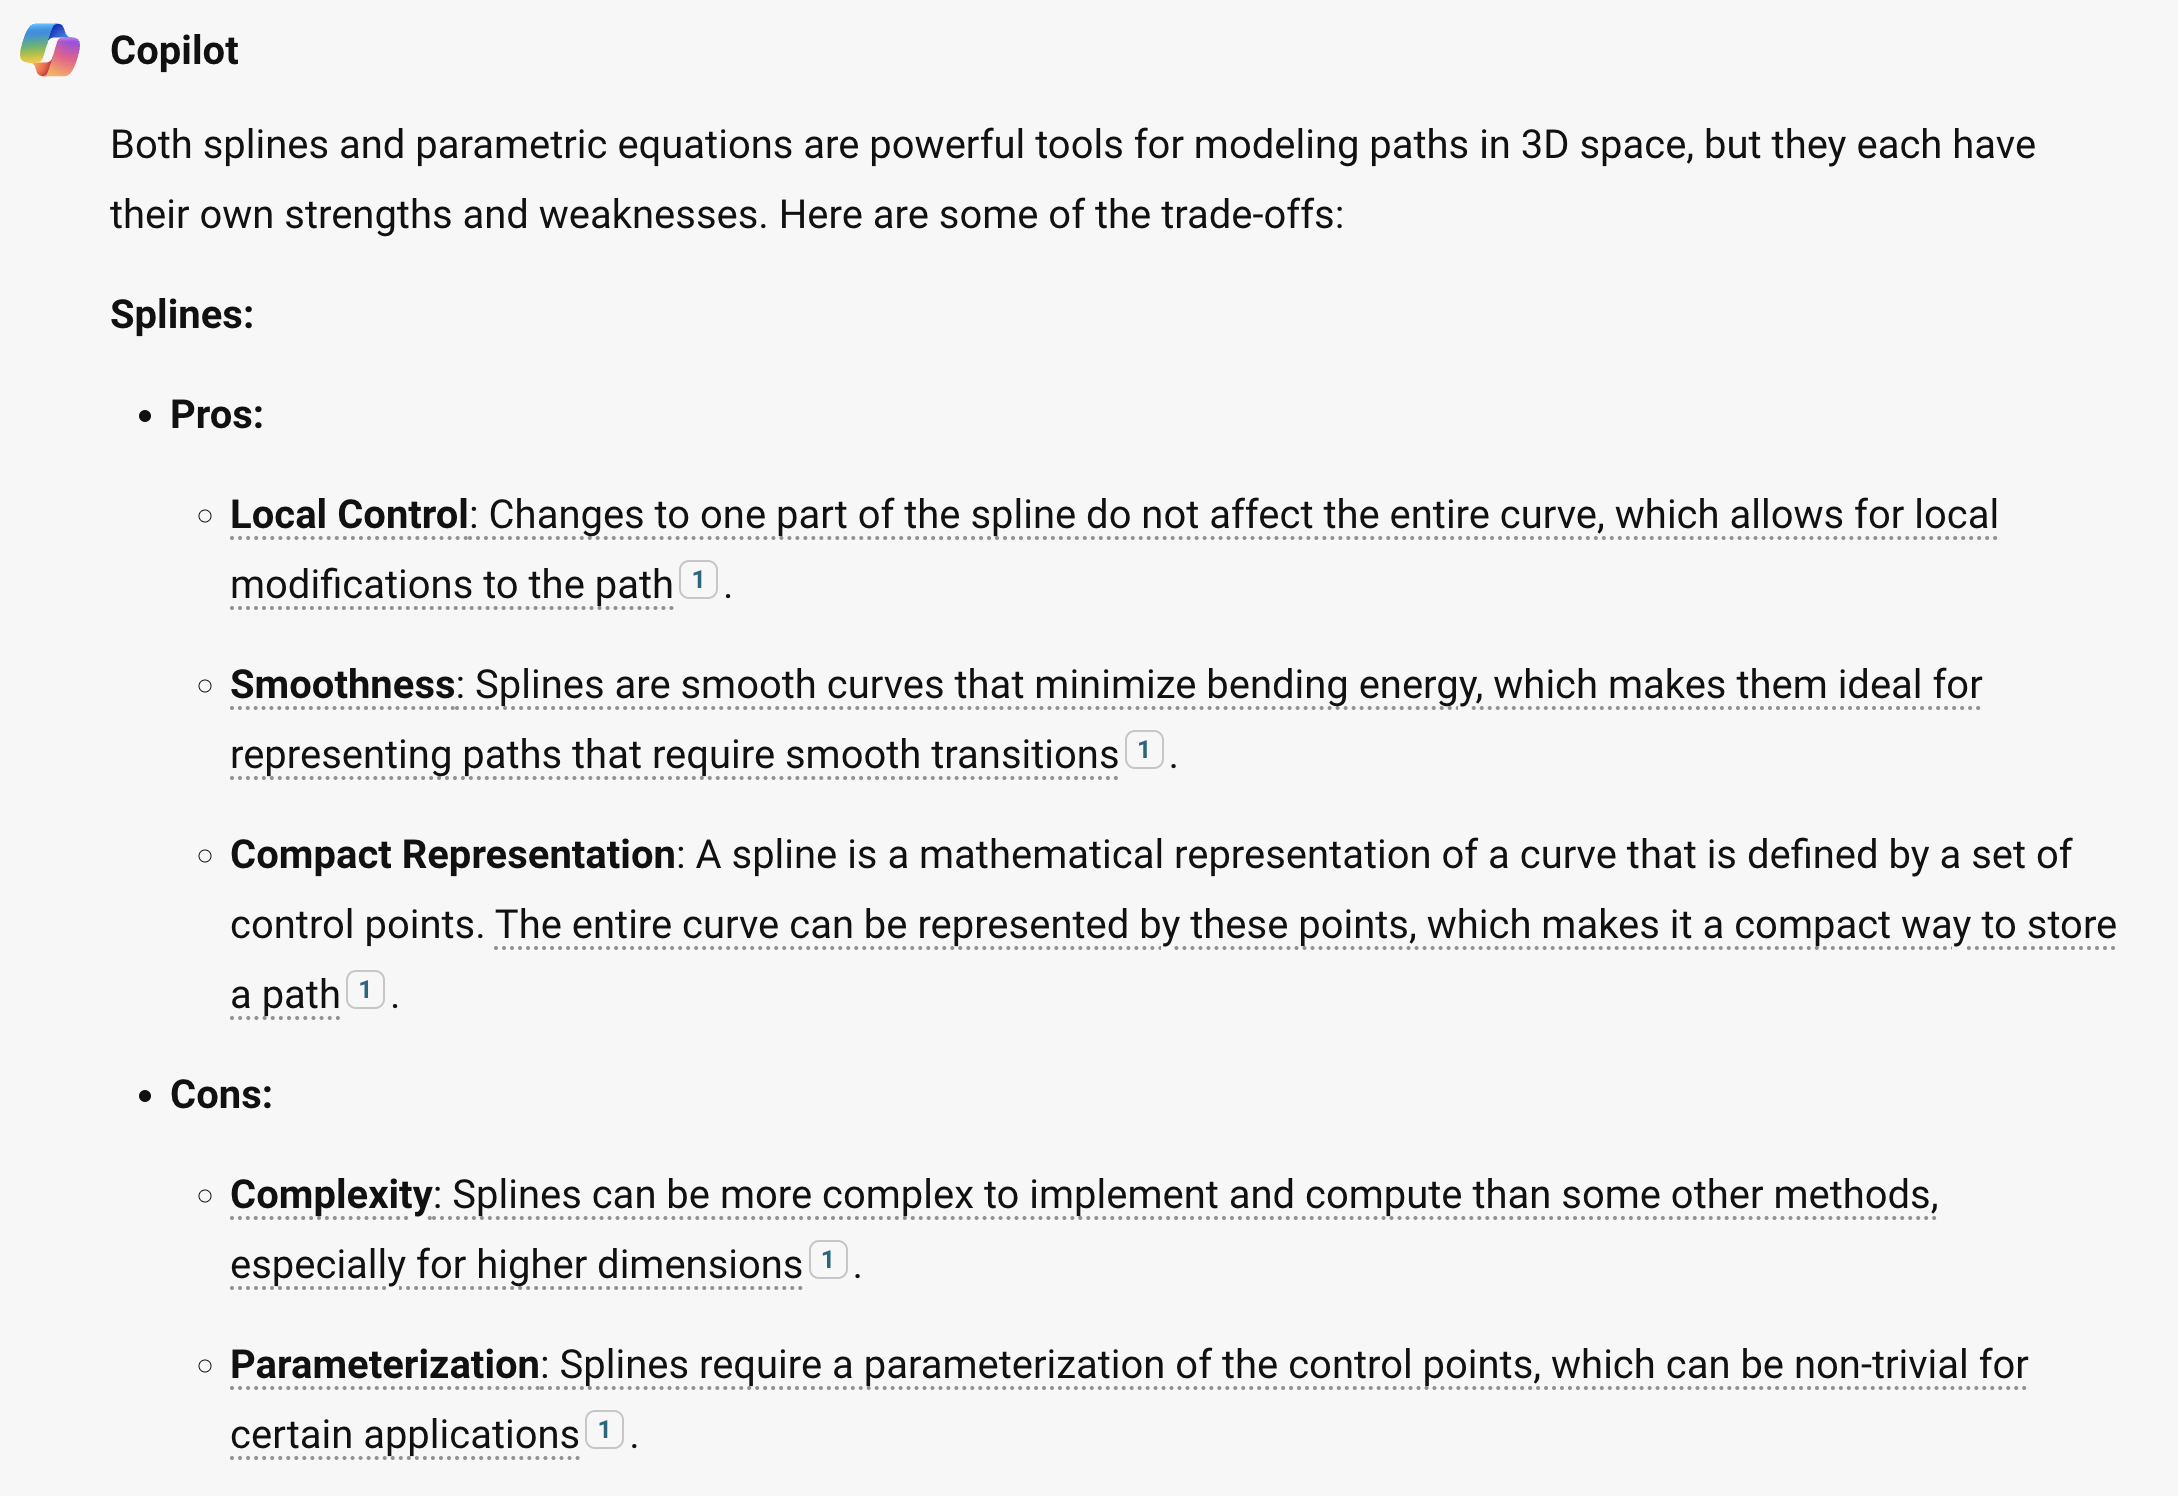 Copilot
Both splines and parametric equations are powerful tools for modeling paths in 3D space, but they each have
their own strengths and weaknesses. Here are some of the trade-offs:
Splines:
• Pros:
◦ Local Control: Changes to one part of the spline do not affect the entire curve, which allows for local
modifications to the path 1 .
◦ Smoothness: Splines are smooth curves that minimize bending energy, which makes them ideal for
representing paths that require smooth transitions 1 .
◦ Compact Representation: A spline is a mathematical representation of a curve that is defined by a set of
control points. The entire curve can be represented by these points, which makes it a compact way to store
a path 1 .
• Cons:
◦ Complexity: Splines can be more complex to implement and compute than some other methods,
especially for higher dimensions 1 .
◦ Parameterization: Splines require a parameterization of the control points, which can be non-trivial for
certain applications 1 .